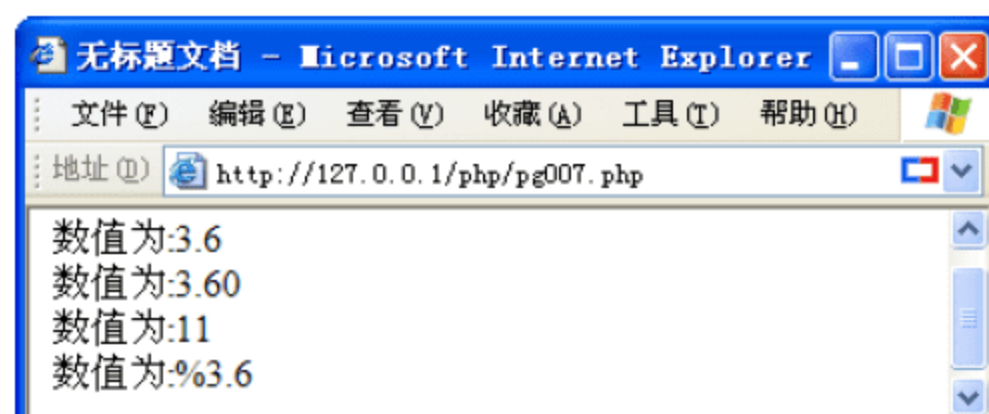 无标题文档 - Microsoft Internet Explorer
文件(F) 编辑(E) 查看(V) 收藏(A) 工具(T) 帮助(H)
地址(D) http://127.0.0.1/php/pg007.php
数值为:3.6
数值为:3.60
数值为:11
数值为:%3.6